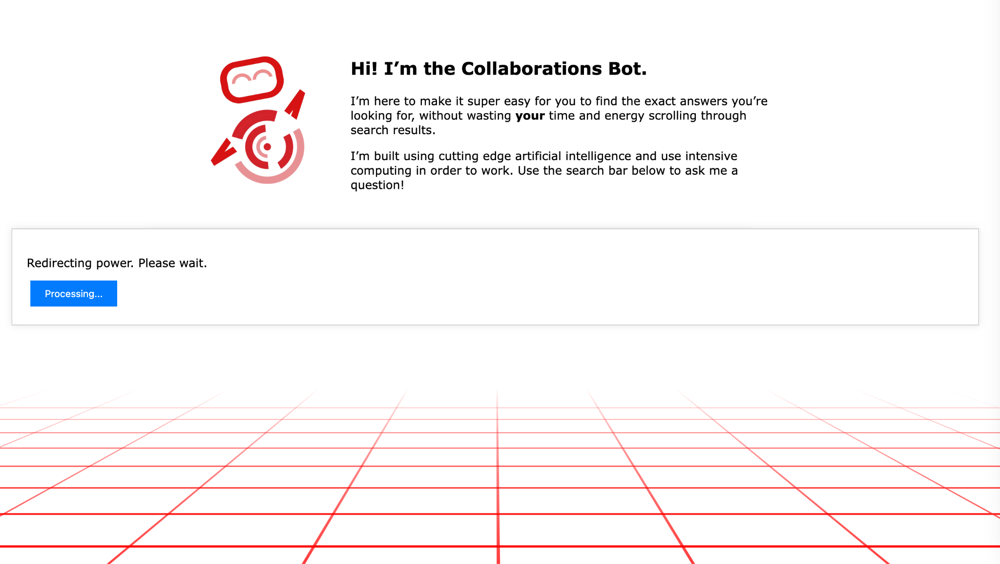 Hi! I’m the Collaborations Bot.
I’m here to make it super easy for you to find the exact answers you’re
looking for, without wasting your time and energy scrolling through
search results.
I’m built using cutting edge artificial intelligence and use intensive
computing in order to work. Use the search bar below to ask me a
question!
Redirecting power. Please wait.
Processing...